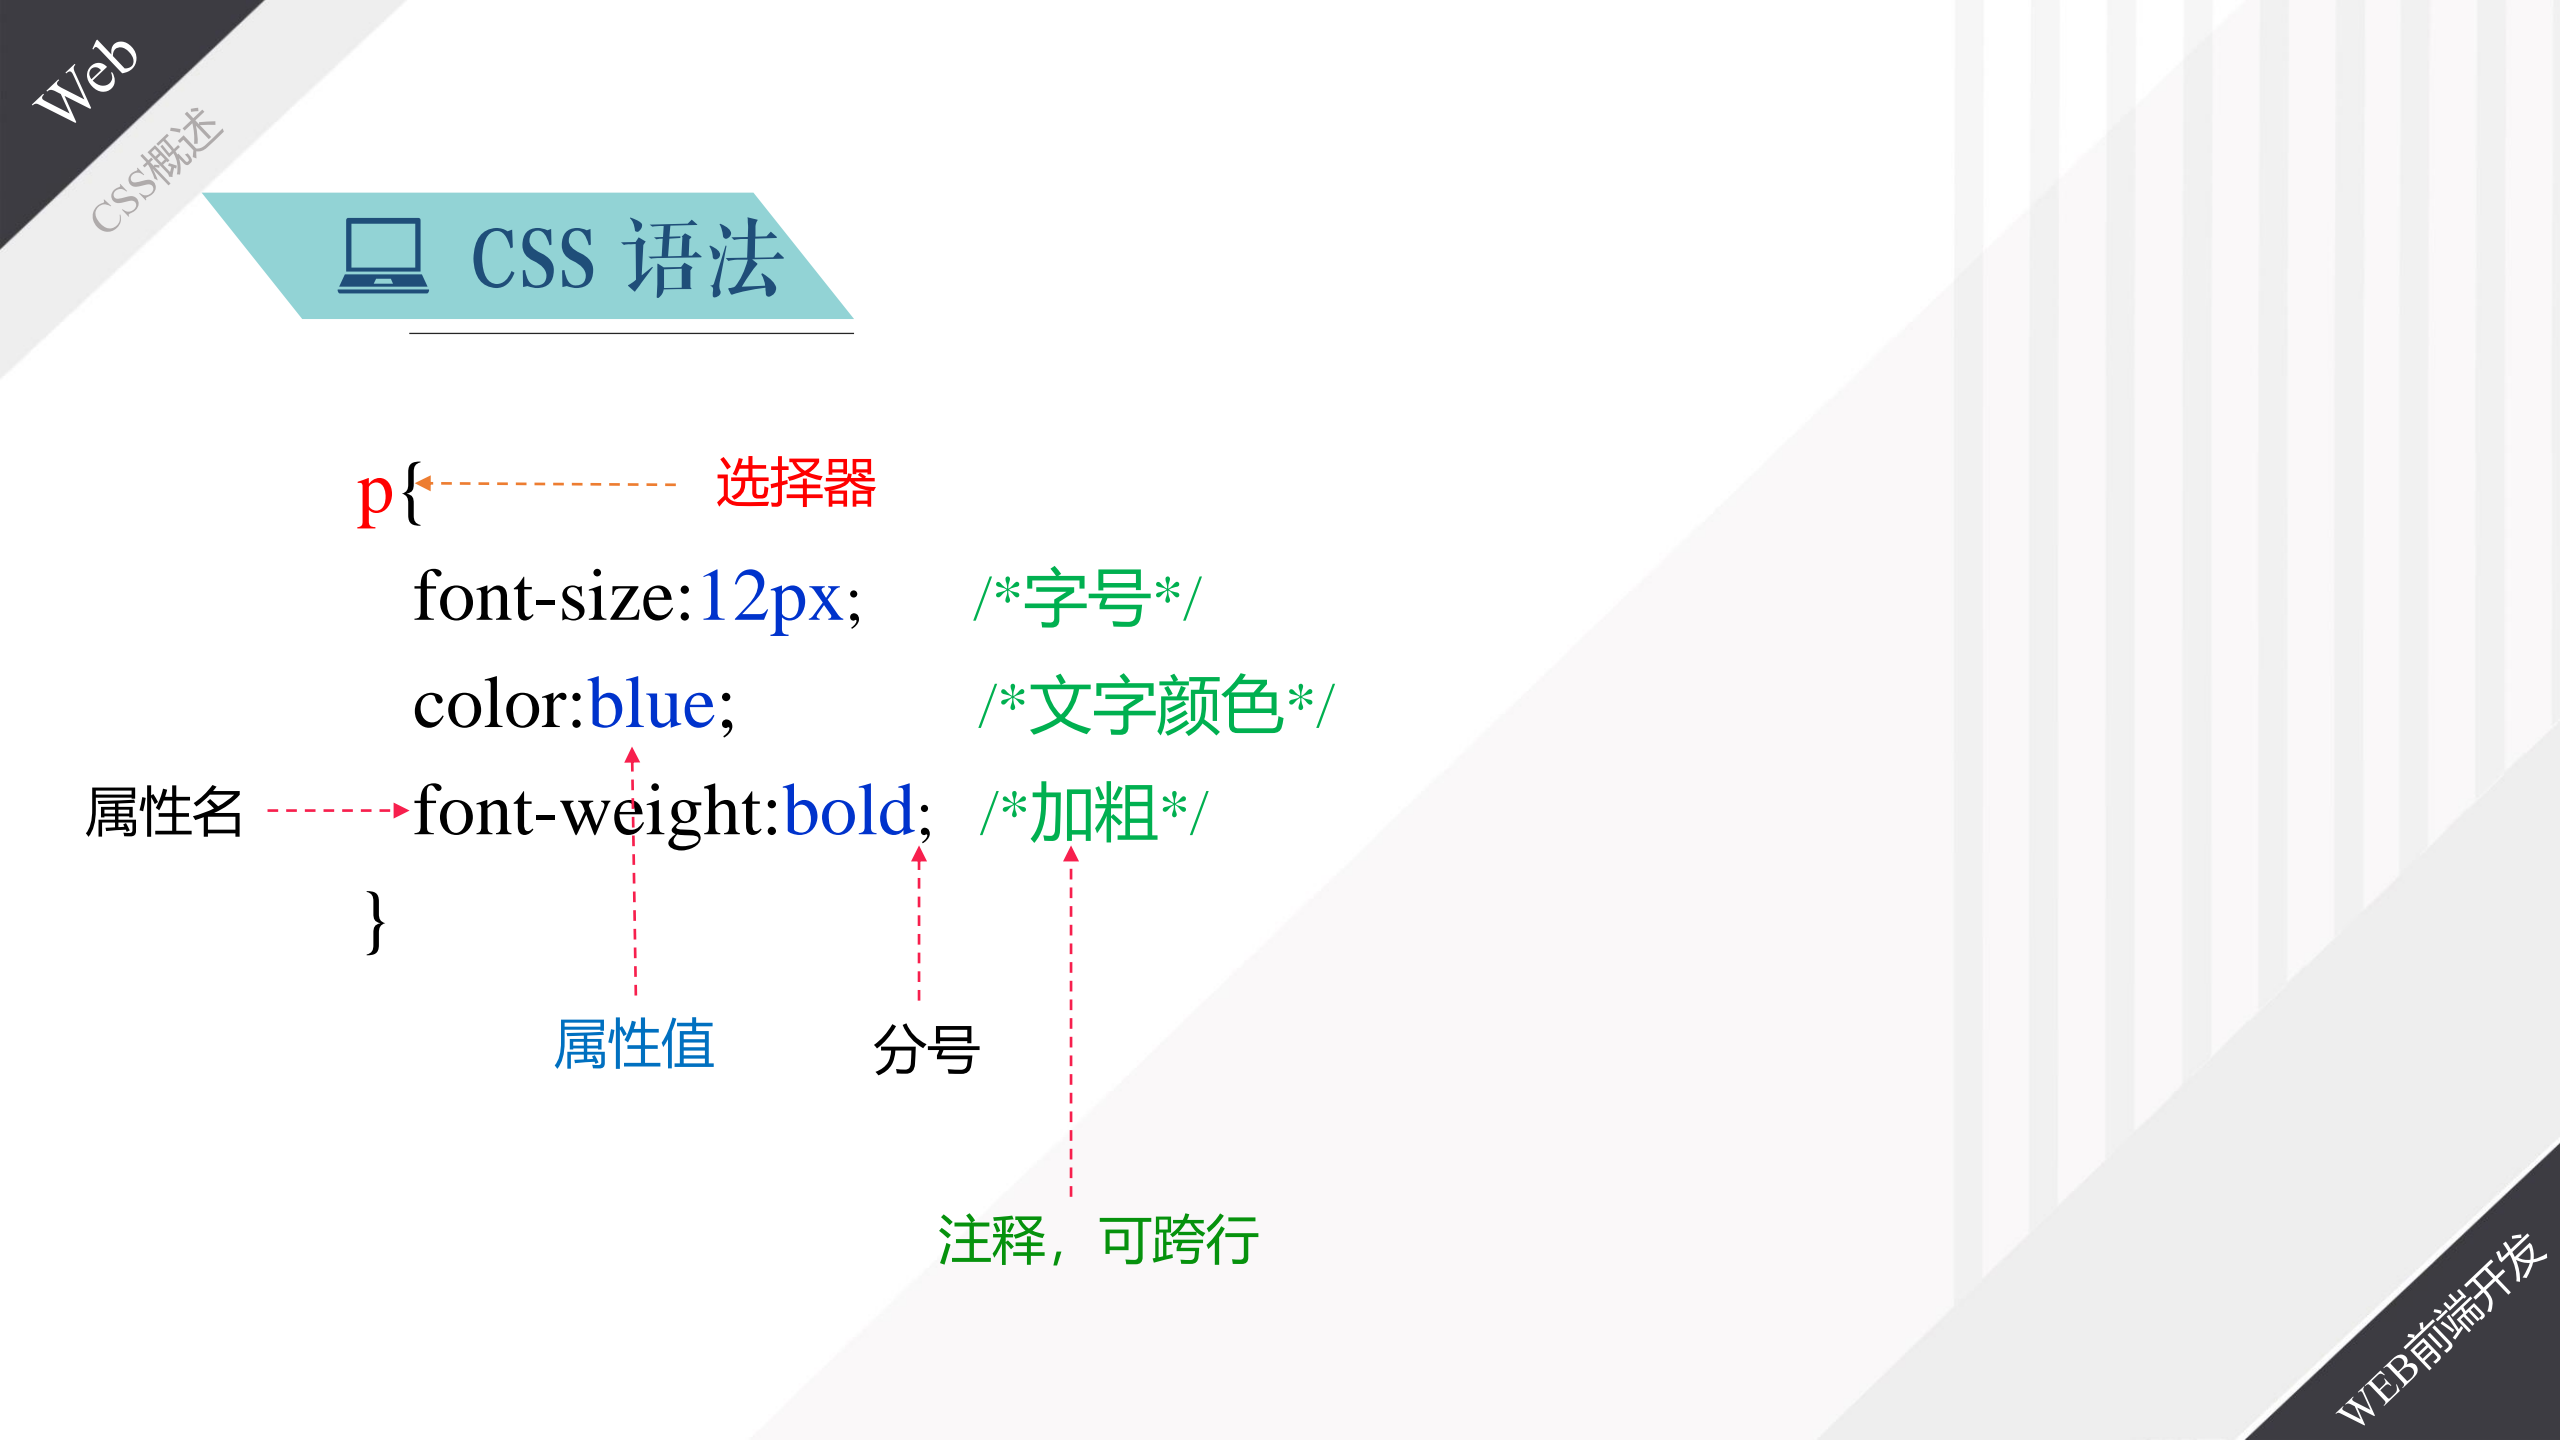 Web
CSS概述
CSS 语法
p{
选择器
font-size:12px; /*字号*/
color:blue; /*文字颜色*/
属性名
font-weight:bold; /*加粗*/
}
属性值
分号
注释，可跨行
WEB前端开发